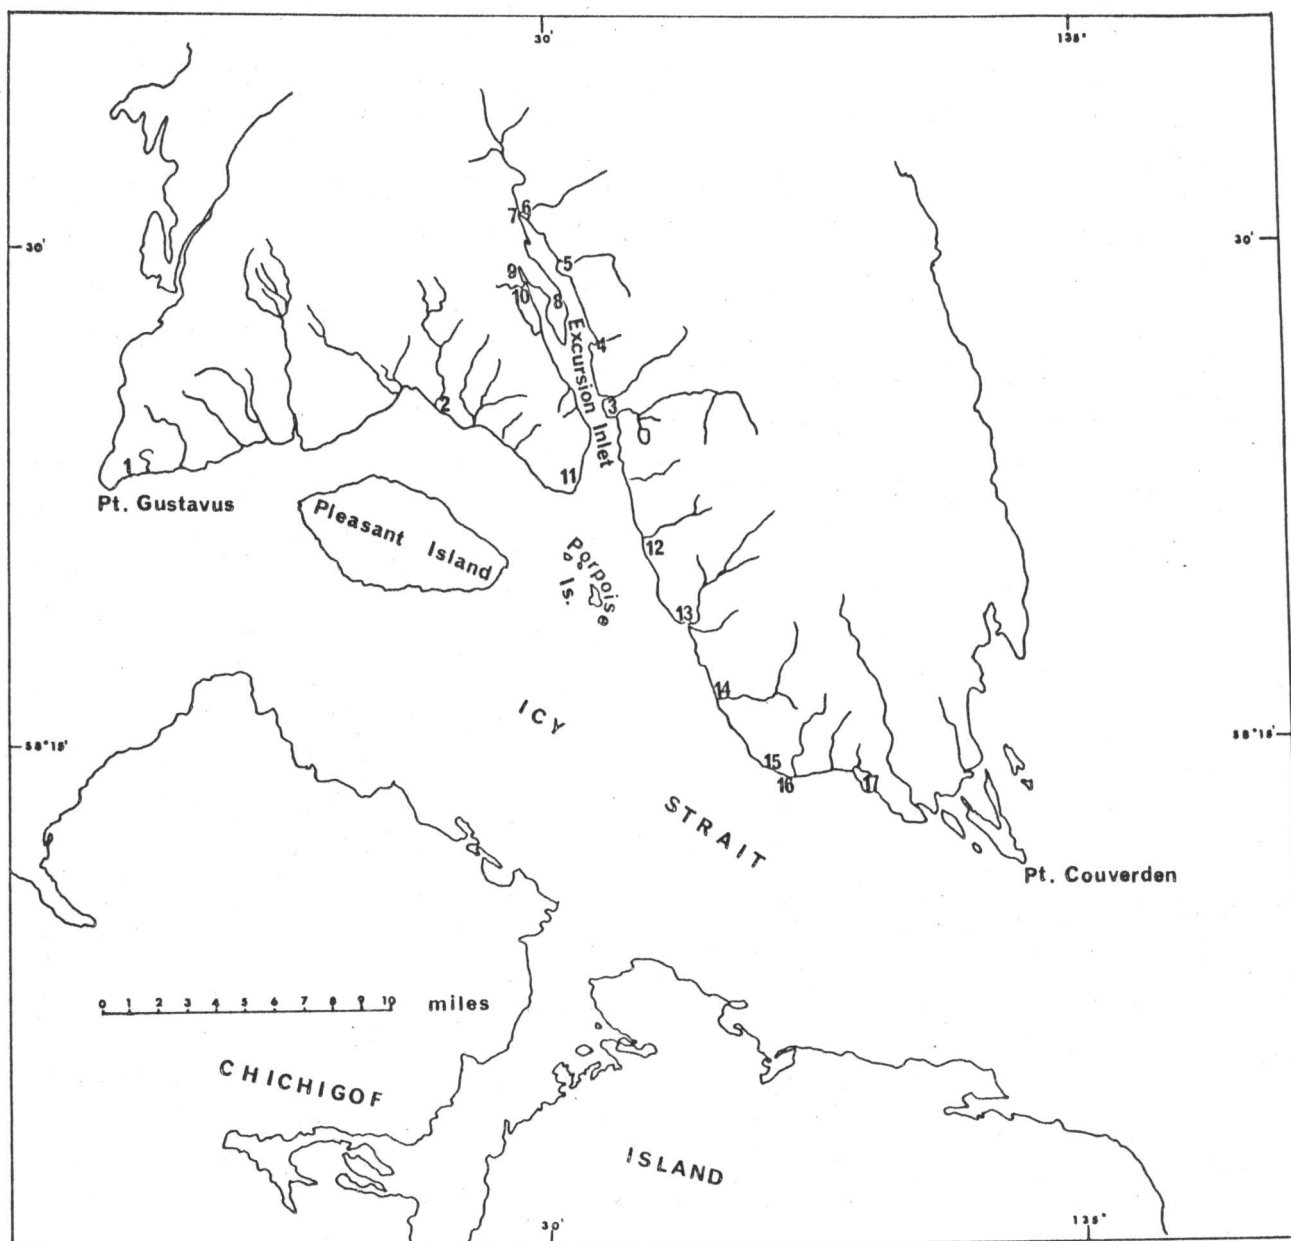 30'
135°
30'
30'
7
6
5
9
10
8
4
Excursion Inlet
3
2
1
11
Pt. Gustavus
Pleasant Island
Porpoise
Is.
12
13
14
15
16
17
ICY
STRAIT
58°15'
58°15'
Pt. Couverden
0 1 2 3 4 5 6 7 8 9 10 miles
CHICHIGOF
ISLAND
30'
135°